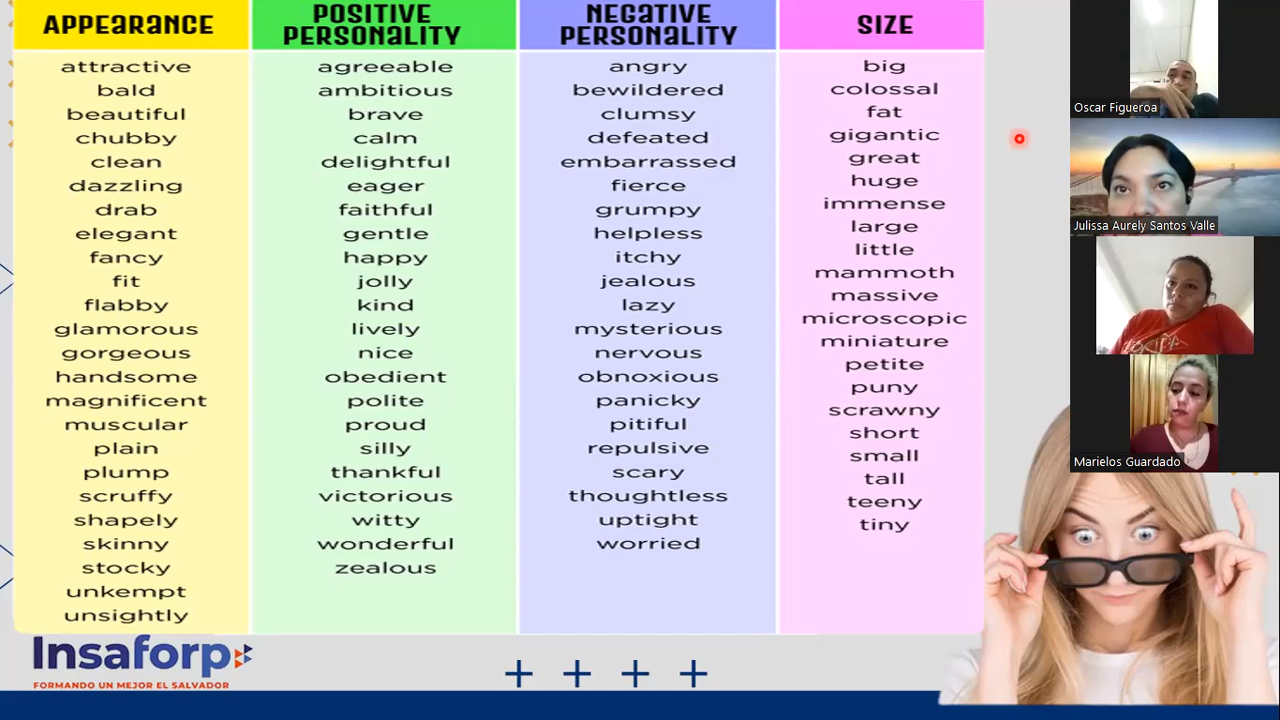 APPEARANCE
attractive
bald
beautiful
chubby
clean
dazzling
drab
elegant
fancy
fit
flabby
glamorous
gorgeous
handsome
magnificent
muscular
plain
plump
scruffy
shapely
skinny
stocky
unkempt
unsightly
POSITIVE
PERSONALITY
agreeable
ambitious
brave
calm
delightful
eager
faithful
gentle
happy
jolly
kind
lively
nice
obedient
polite
proud
silly
thankful
victorious
witty
wonderful
zealous
NEGATIVE
PERSONALITY
angry
bewildered
clumsy
defeated
embarrassed
fierce
grumpy
helpless
itchy
jealous
lazy
mysterious
nervous
obnoxious
panicky
pitiful
repulsive
scary
thoughtless
uptight
worried
SIZE
big
colossal
fat
gigantic
great
huge
immense
large
little
mammoth
massive
microscopic
miniature
petite
puny
scrawny
short
small
tall
teeny
tiny
Oscar Figueroa
Julissa Aurely Santos Valle
Marielos Guardado
Insaforp
FORMANDO UN MEJOR EL SALVADOR